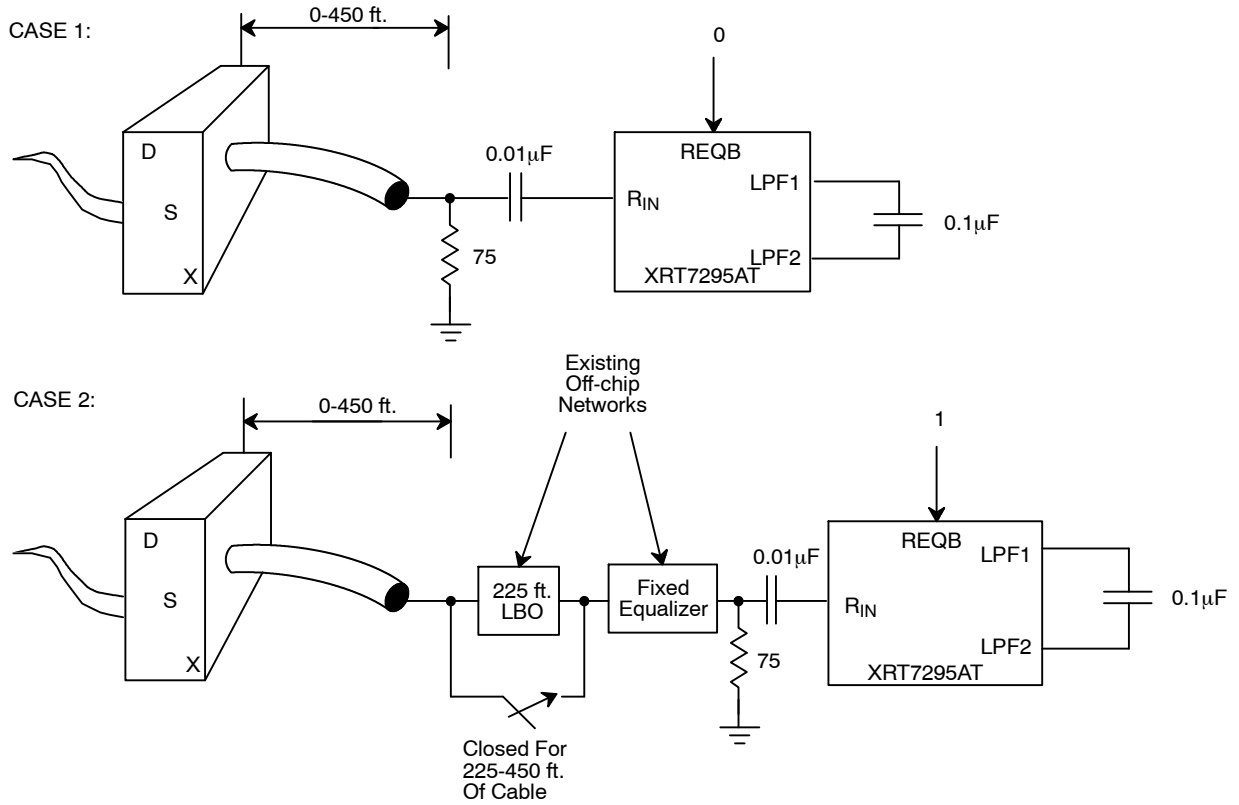 CASE 1:
0-450 ft.
0
D
S
X
0.01μF
75
REQB
R_IN
LPF1
LPF2
XRT7295AT
0.1μF
CASE 2:
0-450 ft.
Existing
Off-chip
Networks
1
D
S
X
225 ft.
LBO
Fixed
Equalizer
0.01μF
75
REQB
R_IN
LPF1
LPF2
XRT7295AT
0.1μF
Closed For
225-450 ft.
Of Cable